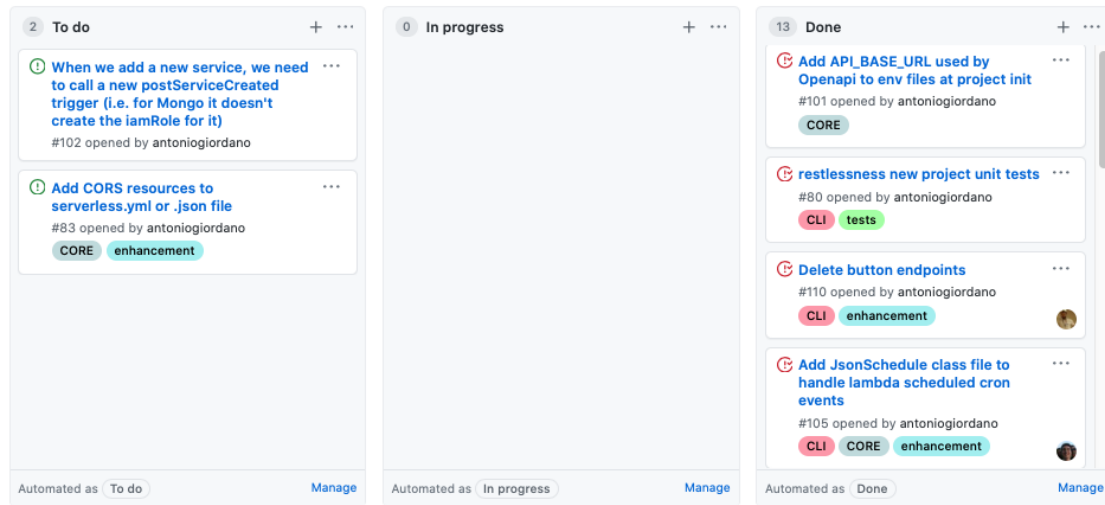 2 To do
When we add a new service, we need
to call a new postServiceCreated
trigger (i.e. for Mongo it doesn't
create the iamRole for it)
#102 opened by antoniogiordano
Add CORS resources to
serverless.yml or .json file
#83 opened by antoniogiordano
CORE enhancement
Automated as To do Manage
0 In progress
Automated as In progress Manage
13 Done
Add API_BASE_URL used by
Openapi to env files at project init
#101 opened by antoniogiordano
CORE
restlessness new project unit tests
#80 opened by antoniogiordano
CLI tests
Delete button endpoints
#110 opened by antoniogiordano
CLI enhancement
Add JsonSchedule class file to
handle lambda scheduled cron
events
#105 opened by antoniogiordano
CLI CORE enhancement
Automated as Done Manage